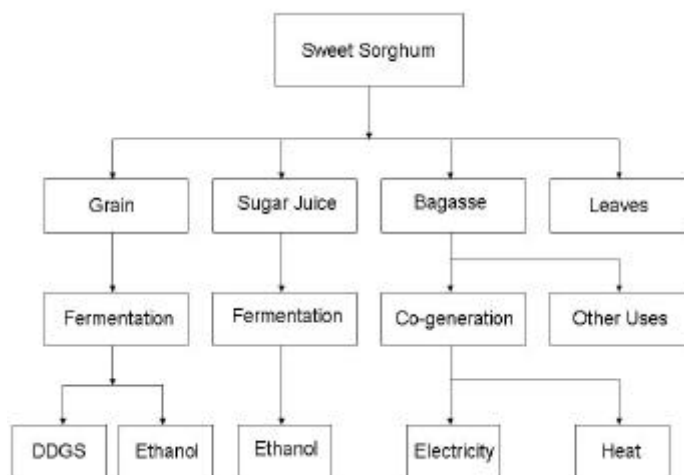 Sweet Sorghum
Grain
Sugar Juice
Bagasse
Leaves
Fermentation
Fermentation
Co-generation
Other Uses
DDGS
Ethanol
Ethanol
Electricity
Heat